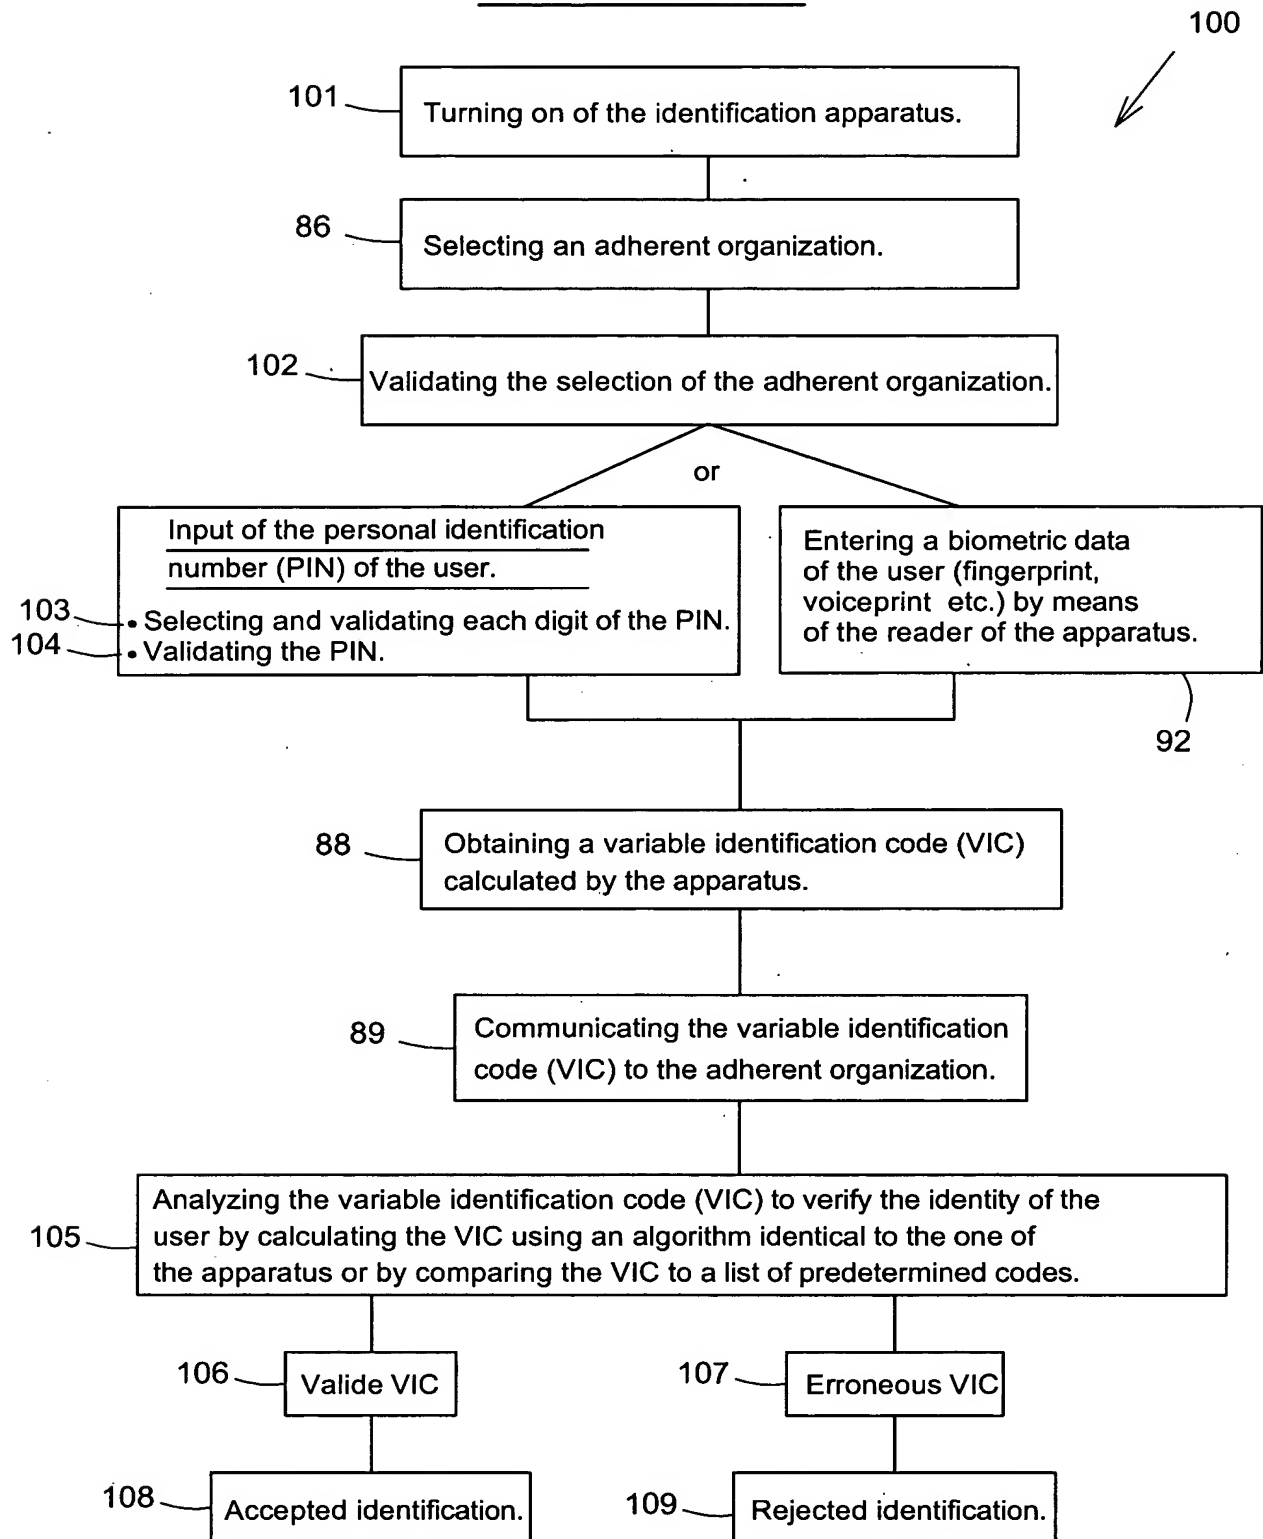 100
101
Turning on of the identification apparatus.
86
Selecting an adherent organization.
102
Validating the selection of the adherent organization.
or
Input of the personal identification
number (PIN) of the user.
103
• Selecting and validating each digit of the PIN.
104
• Validating the PIN.
Entering a biometric data
of the user (fingerprint,
voiceprint etc.) by means
of the reader of the apparatus.
92
88
Obtaining a variable identification code (VIC)
calculated by the apparatus.
89
Communicating the variable identification
code (VIC) to the adherent organization.
105
Analyzing the variable identification code (VIC) to verify the identity of the
user by calculating the VIC using an algorithm identical to the one of
the apparatus or by comparing the VIC to a list of predetermined codes.
106
Valide VIC
107
Erroneous VIC
108
Accepted identification.
109
Rejected identification.